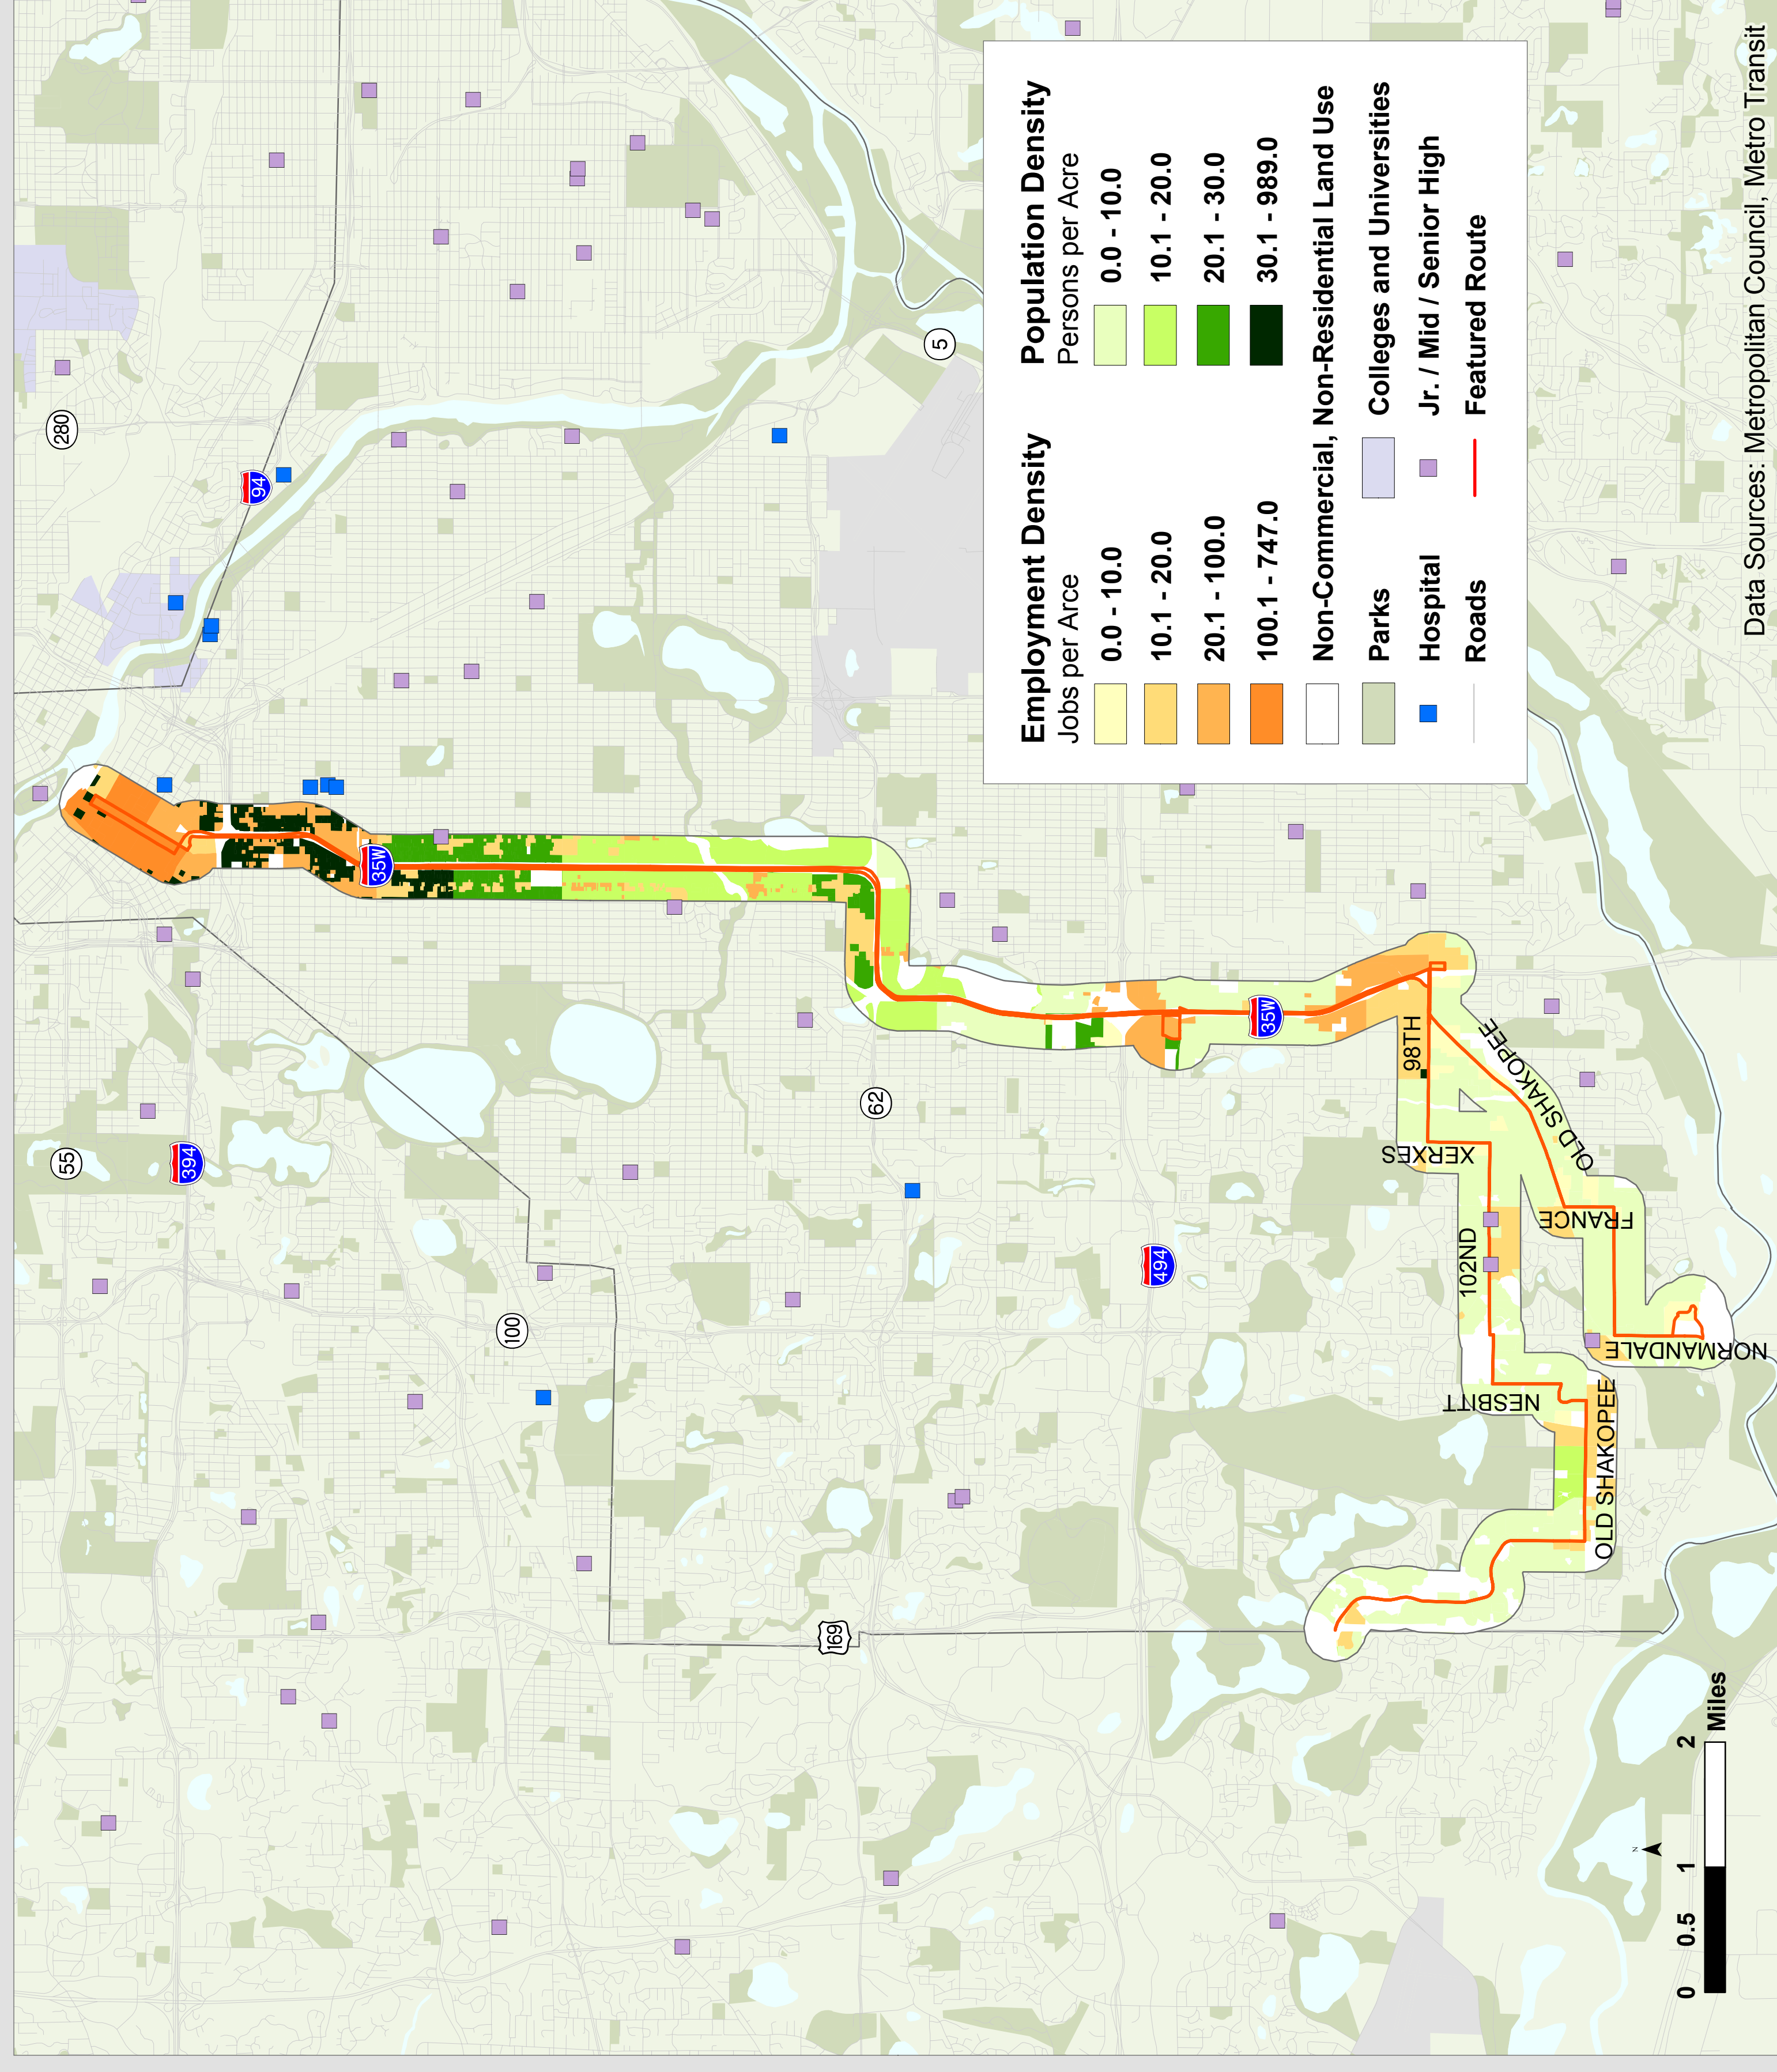 280
94
5
35W
55
394
62
100
494
169
35W
98TH
XERXES
OLD SHAKOPEE
102ND
FRANCE
NESBITT
NORMANDALE
OLD SHAKOPEE
Employment Density
Jobs per Arce
0.0 - 10.0
10.1 - 20.0
20.1 - 100.0
100.1 - 747.0
Population Density
Persons per Acre
0.0 - 10.0
10.1 - 20.0
20.1 - 30.0
30.1 - 989.0
Non-Commercial, Non-Residential Land Use
Parks
Colleges and Universities
Hospital
Jr. / Mid / Senior High
Roads
Featured Route
N
0 0.5 1 2
Miles
Data Sources: Metropolitan Council, Metro Transit